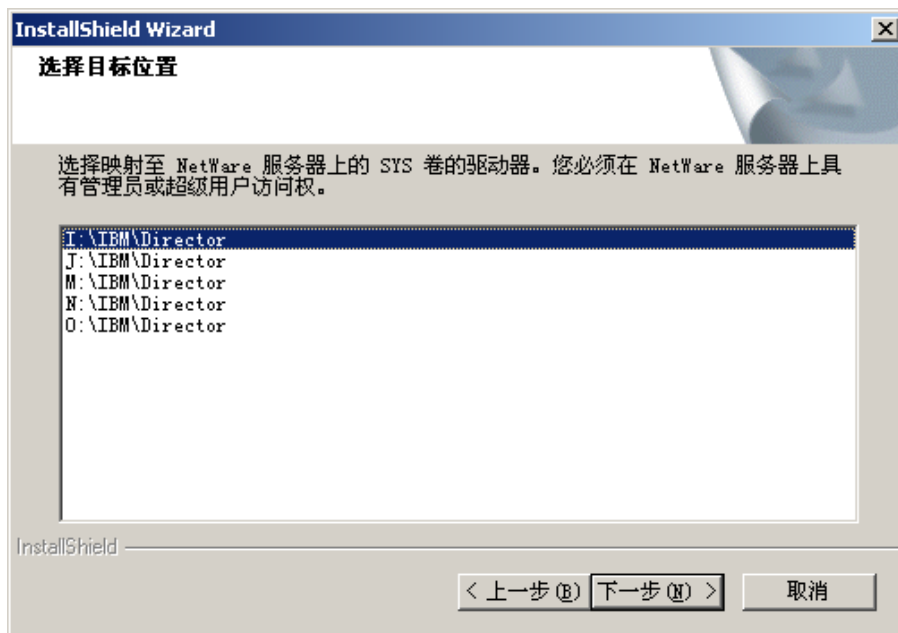 InstallShield Wizard
选择目标位置
选择映射至 NetWare 服务器上的 SYS 卷的驱动器。您必须在 NetWare 服务器上具
有管理员或超级用户访问权。
I:\IBM\Director
J:\IBM\Director
M:\IBM\Director
N:\IBM\Director
O:\IBM\Director
InstallShield
< 上一步(B) 下一步(N) > 取消